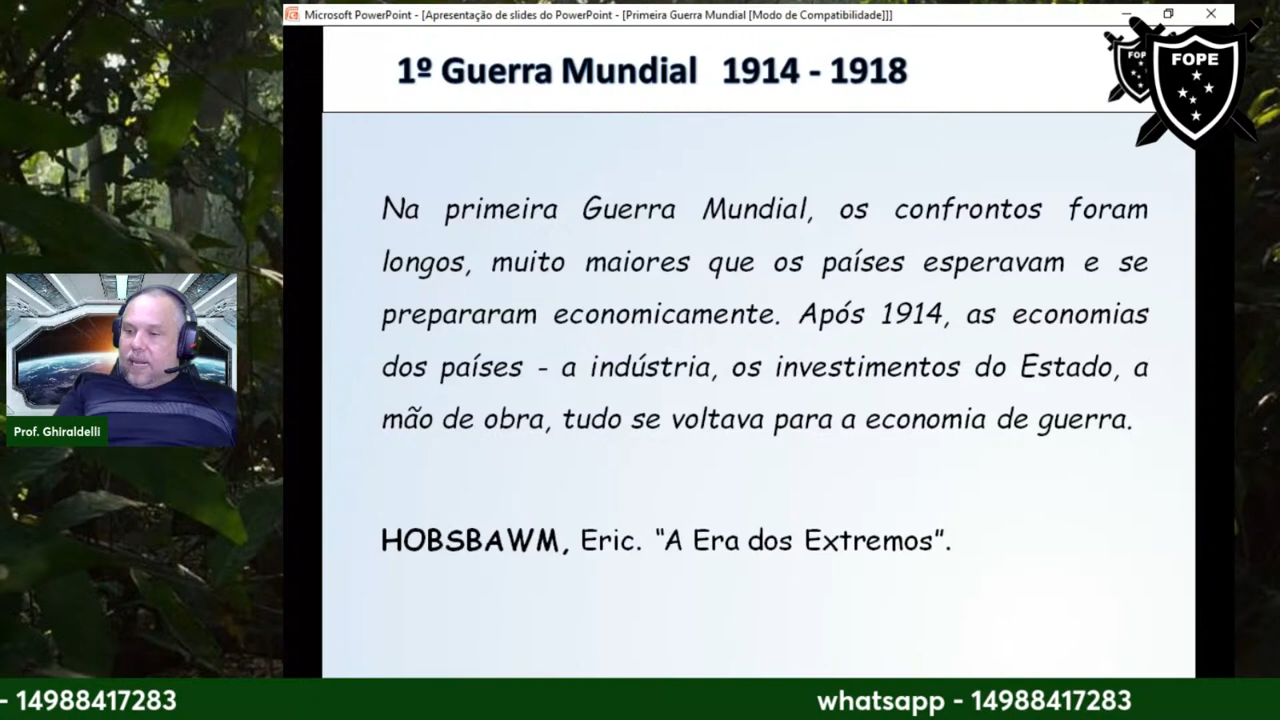 Microsoft PowerPoint - [Apresentação de slides do PowerPoint - [Primeira Guerra Mundial [Modo de Compatibilidade]]]
1º Guerra Mundial 1914 - 1918
FOP
FOPE
Na primeira Guerra Mundial, os confrontos foram
longos, muito maiores que os países esperavam e se
prepararam economicamente. Após 1914, as economias
dos países - a indústria, os investimentos do Estado, a
mão de obra, tudo se voltava para a economia de guerra.
HOBSBAWM, Eric. "A Era dos Extremos".
Prof. Ghiraldelli
- 14988417283 whatsapp - 14988417283